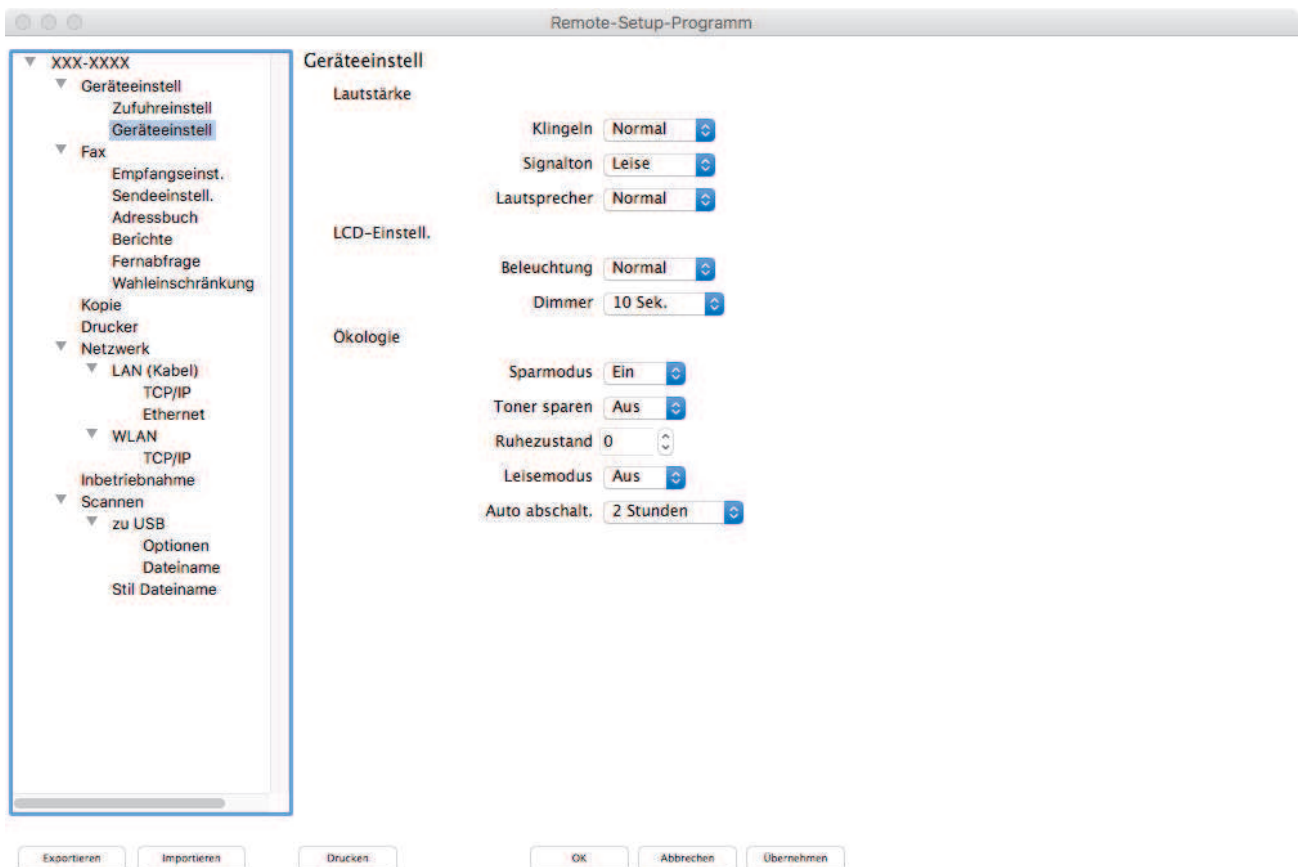 Remote-Setup-Programm
XXX-XXXX
Geräteeinstell
Zufuhreinstell
Geräteeinstell
Fax
Empfangseinst.
Sendeeinstell.
Adressbuch
Berichte
Fernabfrage
Wahleinschränkung
Kopie
Drucker
Netzwerk
LAN (Kabel)
TCP/IP
Ethernet
WLAN
TCP/IP
Inbetriebnahme
Scannen
zu USB
Optionen
Dateiname
Stil Dateiname
Geräteeinstell
Lautstärke
Klingeln Normal
Signalton Leise
Lautsprecher Normal
LCD-Einstell.
Beleuchtung Normal
Dimmer 10 Sek.
Ökologie
Sparmodus Ein
Toner sparen Aus
Ruhezustand 0
Leisemodus Aus
Auto abschalt. 2 Stunden
Exportieren Importieren Drucken OK Abbrechen Übernehmen